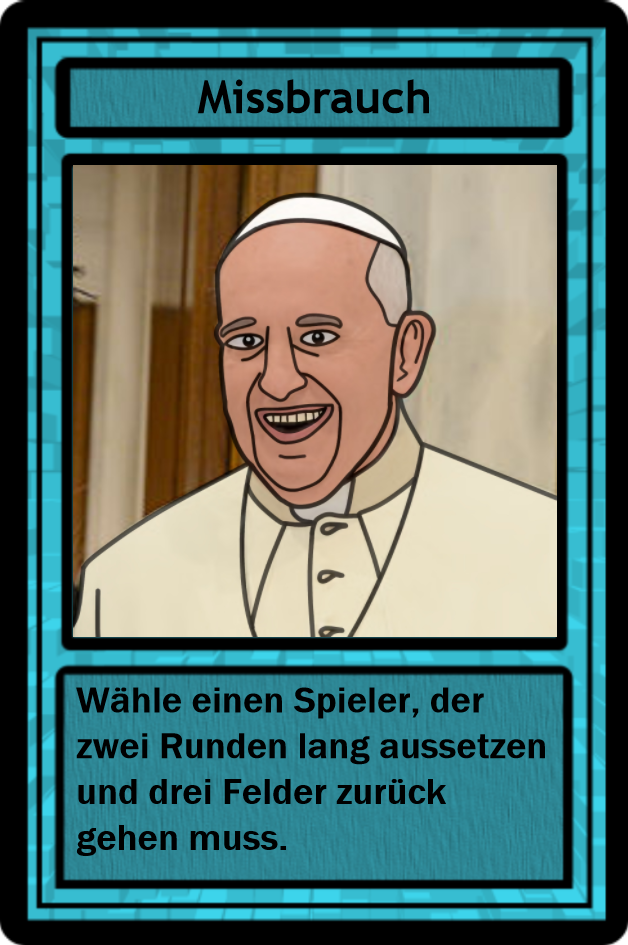 Missbrauch
Wähle einen Spieler, der
zwei Runden lang aussetzen
und drei Felder zurück
gehen muss.